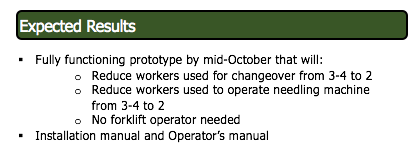 Expected Results
▪ Fully functioning prototype by mid-October that will:
o Reduce workers used for changeover from 3-4 to 2
o Reduce workers used to operate needling machine
from 3-4 to 2
o No forklift operator needed
▪ Installation manual and Operator's manual